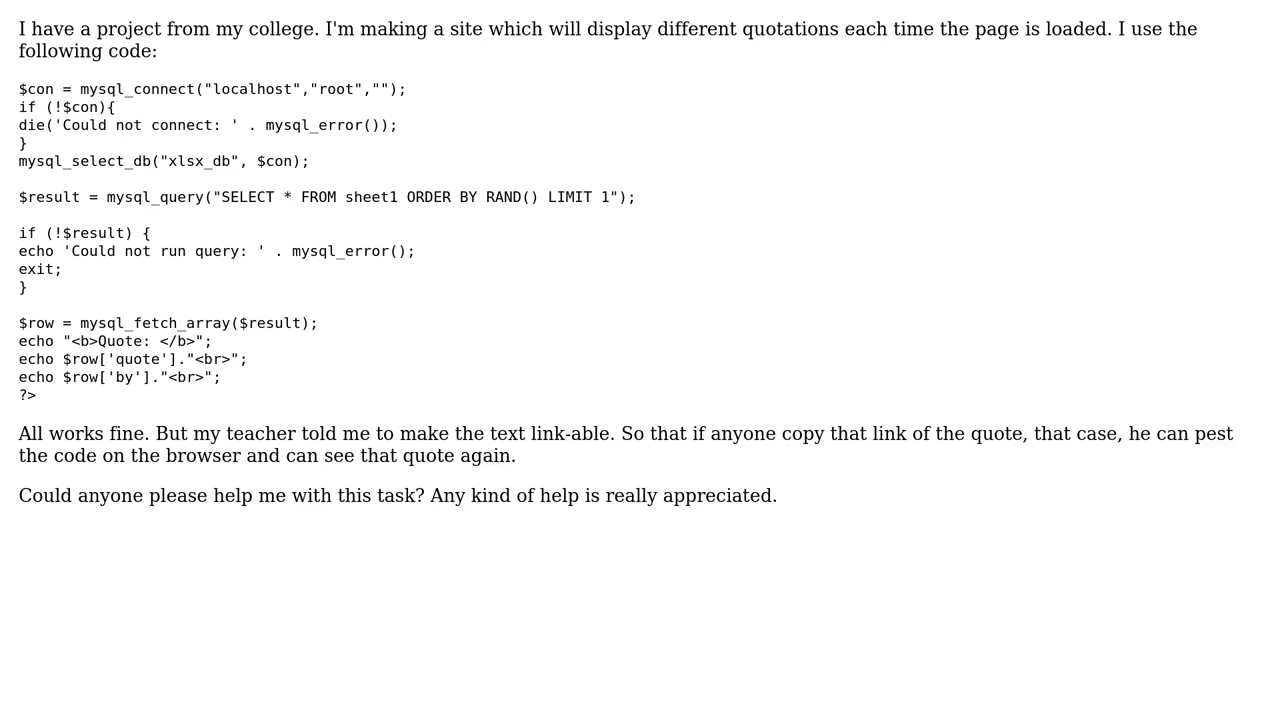 I have a project from my college. I'm making a site which will display different quotations each time the page is loaded. I use the
following code:
$con = mysql_connect("localhost","root","");
if (!$con){
die('Could not connect: ' . mysql_error());
}
mysql_select_db("xlsx_db", $con);
$result = mysql_query("SELECT * FROM sheet1 ORDER BY RAND() LIMIT 1");
if (!$result) {
echo 'Could not run query: ' . mysql_error();
exit;
}
$row = mysql_fetch_array($result);
echo "<b>Quote: </b>";
echo $row['quote']."<br>";
echo $row['by']."<br>";
?>
All works fine. But my teacher told me to make the text link-able. So that if anyone copy that link of the quote, that case, he can pest
the code on the browser and can see that quote again.
Could anyone please help me with this task? Any kind of help is really appreciated.